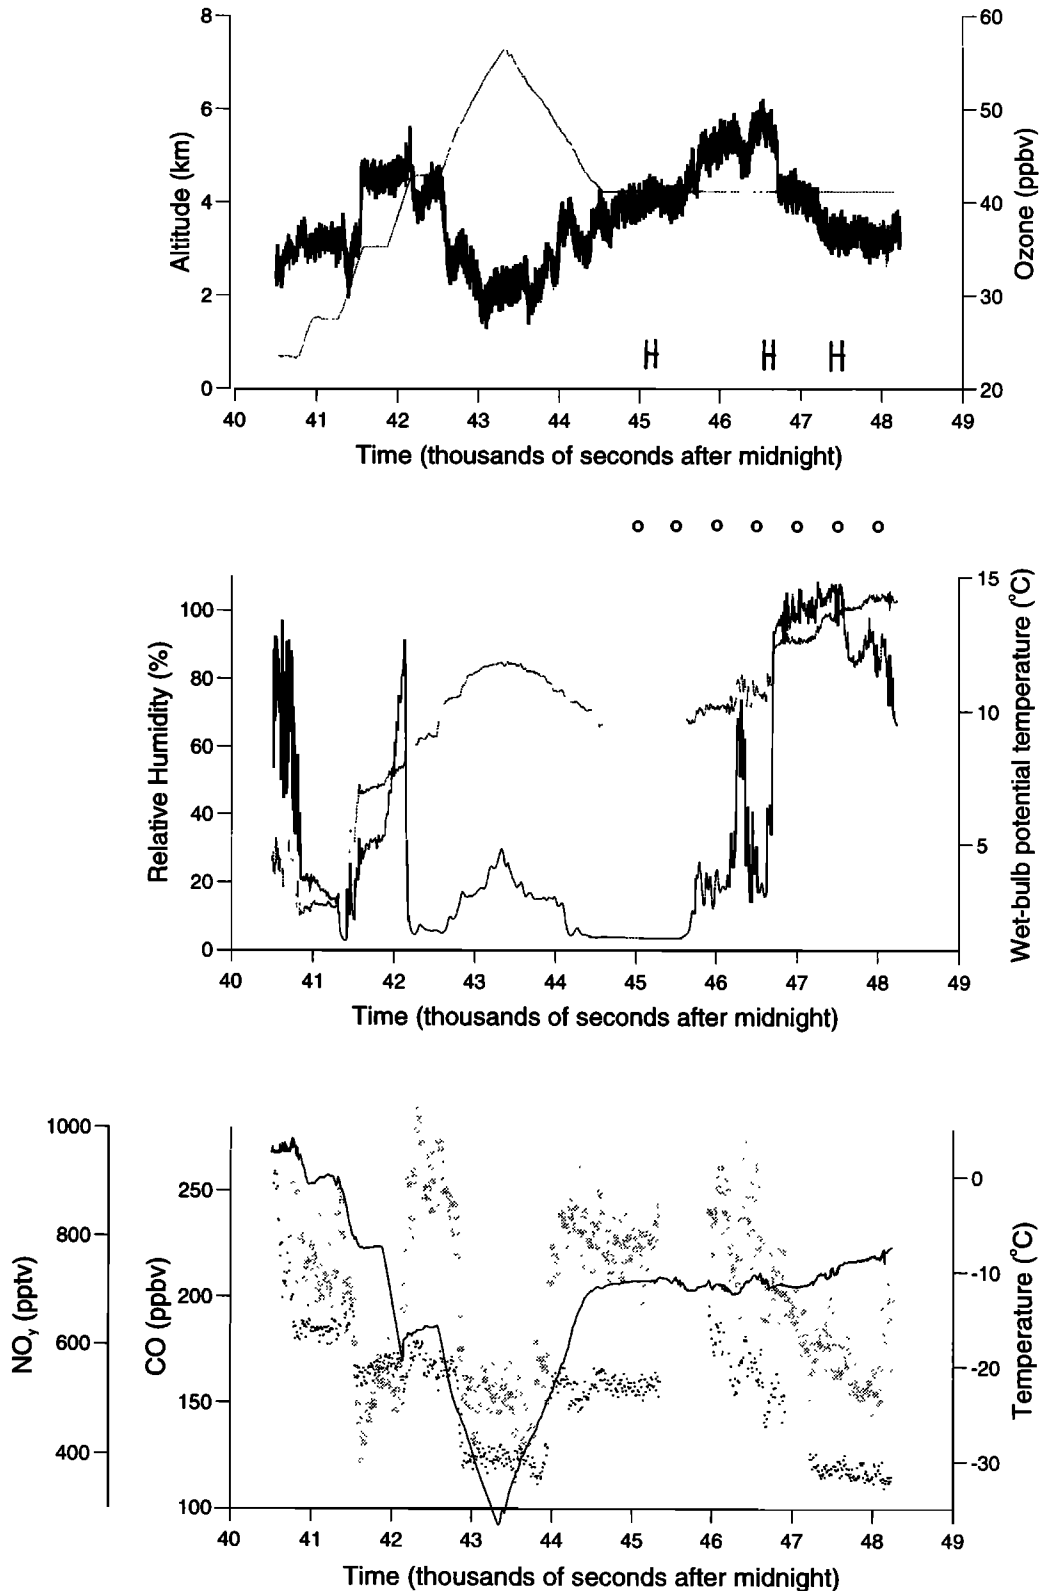 8
6
4
2
0
Altitude (km)
60
50
40
30
20
Ozone (ppbv)
H H H
40 41 42 43 44 45 46 47 48 49
Time (thousands of seconds after midnight)
o o o o o o o
100
80
60
40
20
0
Relative Humidity (%)
15
10
5
Wet-bulb potential temperature (°C)
40 41 42 43 44 45 46 47 48 49
Time (thousands of seconds after midnight)
1000
800
600
400
NOy (pptv)
250
200
150
100
CO (ppbv)
0
-10
-20
-30
Temperature (°C)
40 41 42 43 44 45 46 47 48 49
Time (thousands of seconds after midnight)